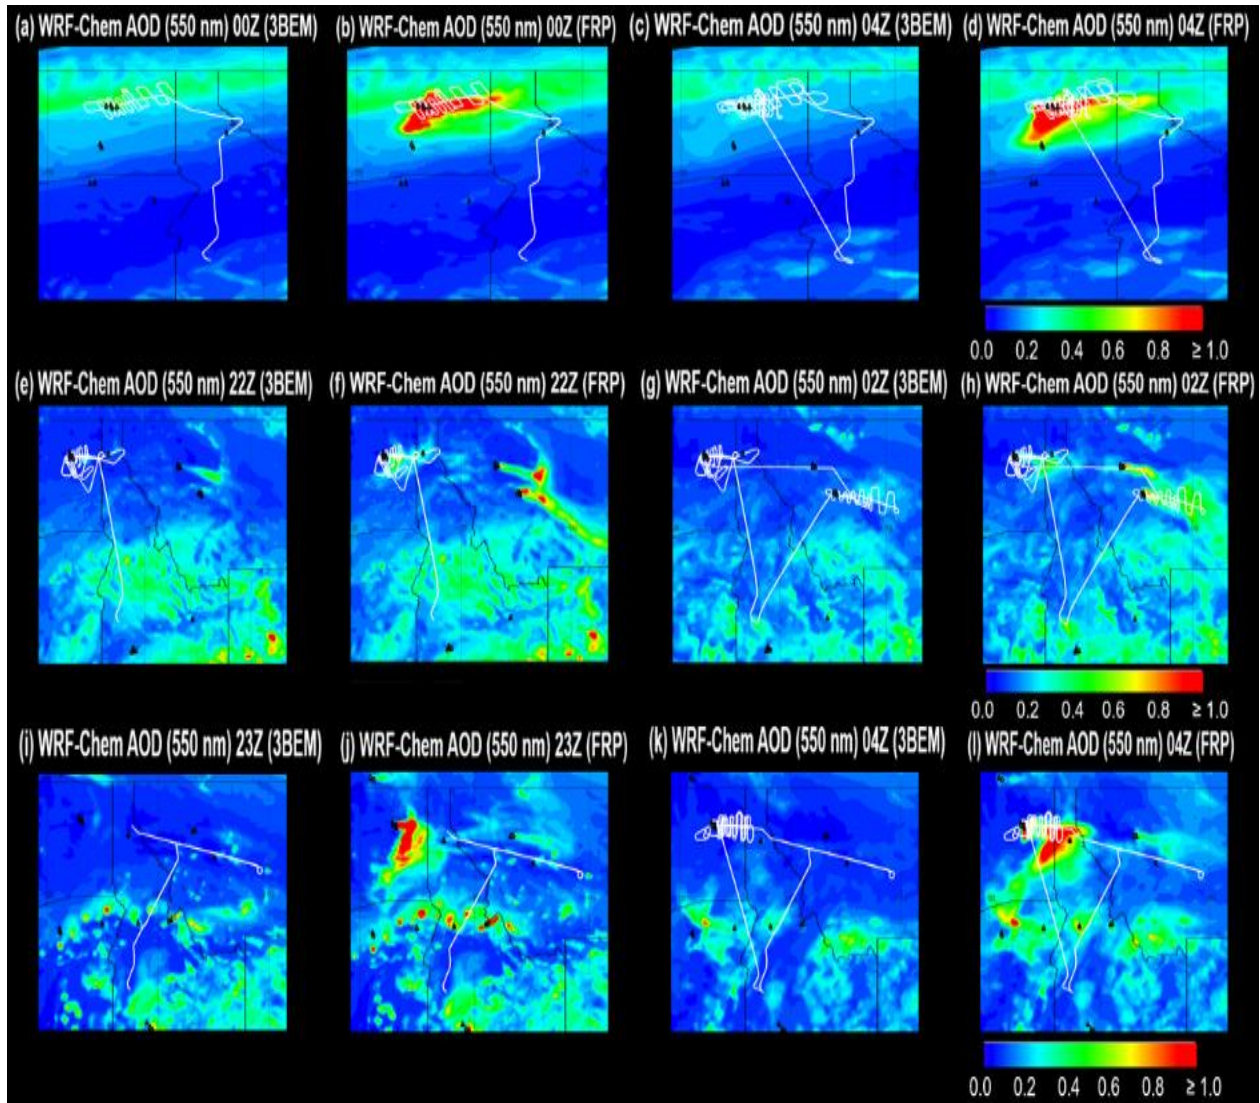 (a) WRF-Chem AOD (550 nm) 00Z (3BEM)
(b) WRF-Chem AOD (550 nm) 00Z (FRP)
(c) WRF-Chem AOD (550 nm) 04Z (3BEM)
(d) WRF-Chem AOD (550 nm) 04Z (FRP)
0.0 0.2 0.4 0.6 0.8 ≥ 1.0
(e) WRF-Chem AOD (550 nm) 22Z (3BEM)
(f) WRF-Chem AOD (550 nm) 22Z (FRP)
(g) WRF-Chem AOD (550 nm) 02Z (3BEM)
(h) WRF-Chem AOD (550 nm) 02Z (FRP)
0.0 0.2 0.4 0.6 0.8 ≥ 1.0
(i) WRF-Chem AOD (550 nm) 23Z (3BEM)
(j) WRF-Chem AOD (550 nm) 23Z (FRP)
(k) WRF-Chem AOD (550 nm) 04Z (3BEM)
(l) WRF-Chem AOD (550 nm) 04Z (FRP)
0.0 0.2 0.4 0.6 0.8 ≥ 1.0